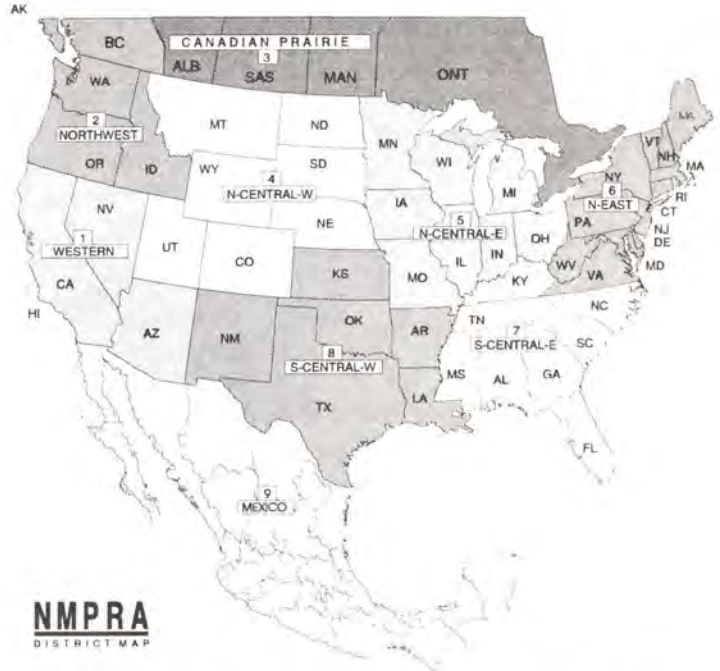 AK
BC
CANADIAN PRAIRIE
3
ALB
SAS
MAN
ONT
WA
2
NORTHWEST
OR
ID
MT
ND
MN
WY
SD
4
N-CENTRAL-W
NE
WI
MI
IA
5
N-CENTRAL-E
IL
IN
OH
VT
NH
MA
NY
6
N-EAST
RI
CT
PA
NJ
DE
MD
WV
VA
NV
1
WESTERN
CA
UT
CO
KS
MO
KY
HI
AZ
NM
OK
AR
TN
NC
7
S-CENTRAL-E
SC
8
S-CENTRAL-W
MS
AL
GA
TX
LA
FL
9
MEXICO
NMPRA
DISTRICT MAP